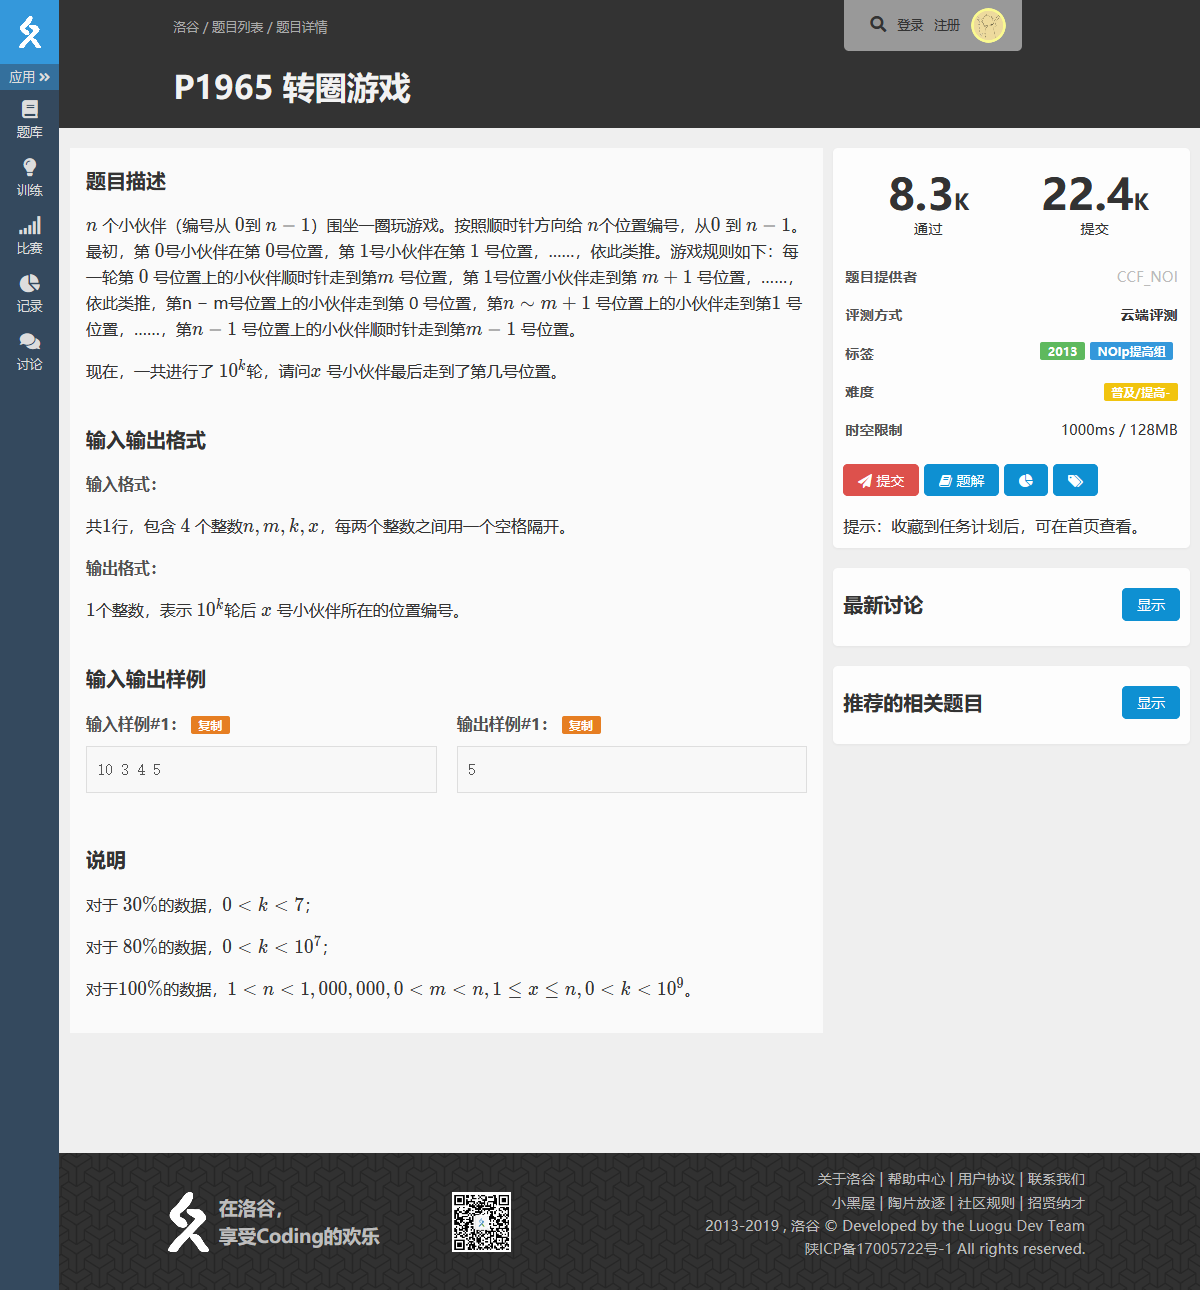 洛谷 / 题目列表 / 题目详情
登录 注册
P1965 转圈游戏
应用
题库
训练
比赛
记录
讨论
题目描述
n 个小伙伴（编号从 0到 n − 1）围坐一圈玩游戏。按照顺时针方向给 n个位置编号，从0 到 n − 1。
最初，第 0号小伙伴在第 0号位置，第 1号小伙伴在第 1 号位置，……，依此类推。游戏规则如下：每
一轮第 0 号位置上的小伙伴顺时针走到第m 号位置，第 1号位置小伙伴走到第 m + 1 号位置，……，
依此类推，第n − m号位置上的小伙伴走到第 0 号位置，第n ∼ m + 1 号位置上的小伙伴走到第1 号
位置，……，第n − 1 号位置上的小伙伴顺时针走到第m − 1 号位置。
现在，一共进行了 10^k轮，请问x 号小伙伴最后走到了第几号位置。
输入输出格式
输入格式：
共1行，包含 4 个整数n, m, k, x，每两个整数之间用一个空格隔开。
输出格式：
1个整数，表示 10^k轮后 x 号小伙伴所在的位置编号。
输入输出样例
输入样例#1： 复制
10 3 4 5
输出样例#1： 复制
5
说明
对于 30%的数据，0 < k < 7；
对于 80%的数据，0 < k < 10^7；
对于100%的数据，1 < n < 1,000,000, 0 < m < n, 1 ≤ x ≤ n, 0 < k < 10^9。
8.3K 22.4K
通过 提交
题目提供者 CCF_NOI
评测方式 云端评测
标签 2013 NOIp提高组
难度 普及/提高-
时空限制 1000ms / 128MB
提交 题解
提示：收藏到任务计划后，可在首页查看。
最新讨论 显示
推荐的相关题目 显示
在洛谷，
享受Coding的欢乐
关于洛谷 | 帮助中心 | 用户协议 | 联系我们
小黑屋 | 陶片放逐 | 社区规则 | 招贤纳才
2013-2019 , 洛谷 © Developed by the Luogu Dev Team
陕ICP备17005722号-1 All rights reserved.